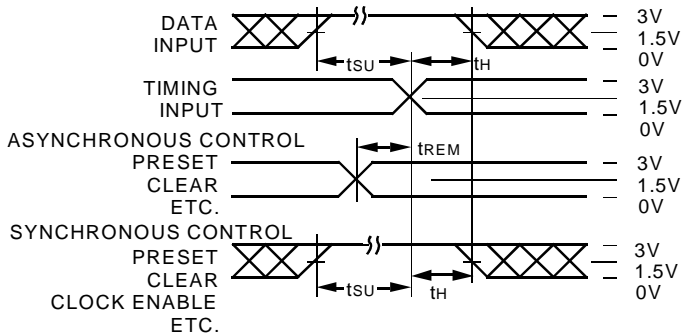 DATA
INPUT
tSU
tH
3V
1.5V
0V
TIMING
INPUT
3V
1.5V
0V
ASYNCHRONOUS CONTROL
PRESET
CLEAR
ETC.
tREM
3V
1.5V
0V
SYNCHRONOUS CONTROL
PRESET
CLEAR
CLOCK ENABLE
ETC.
tSU
tH
3V
1.5V
0V